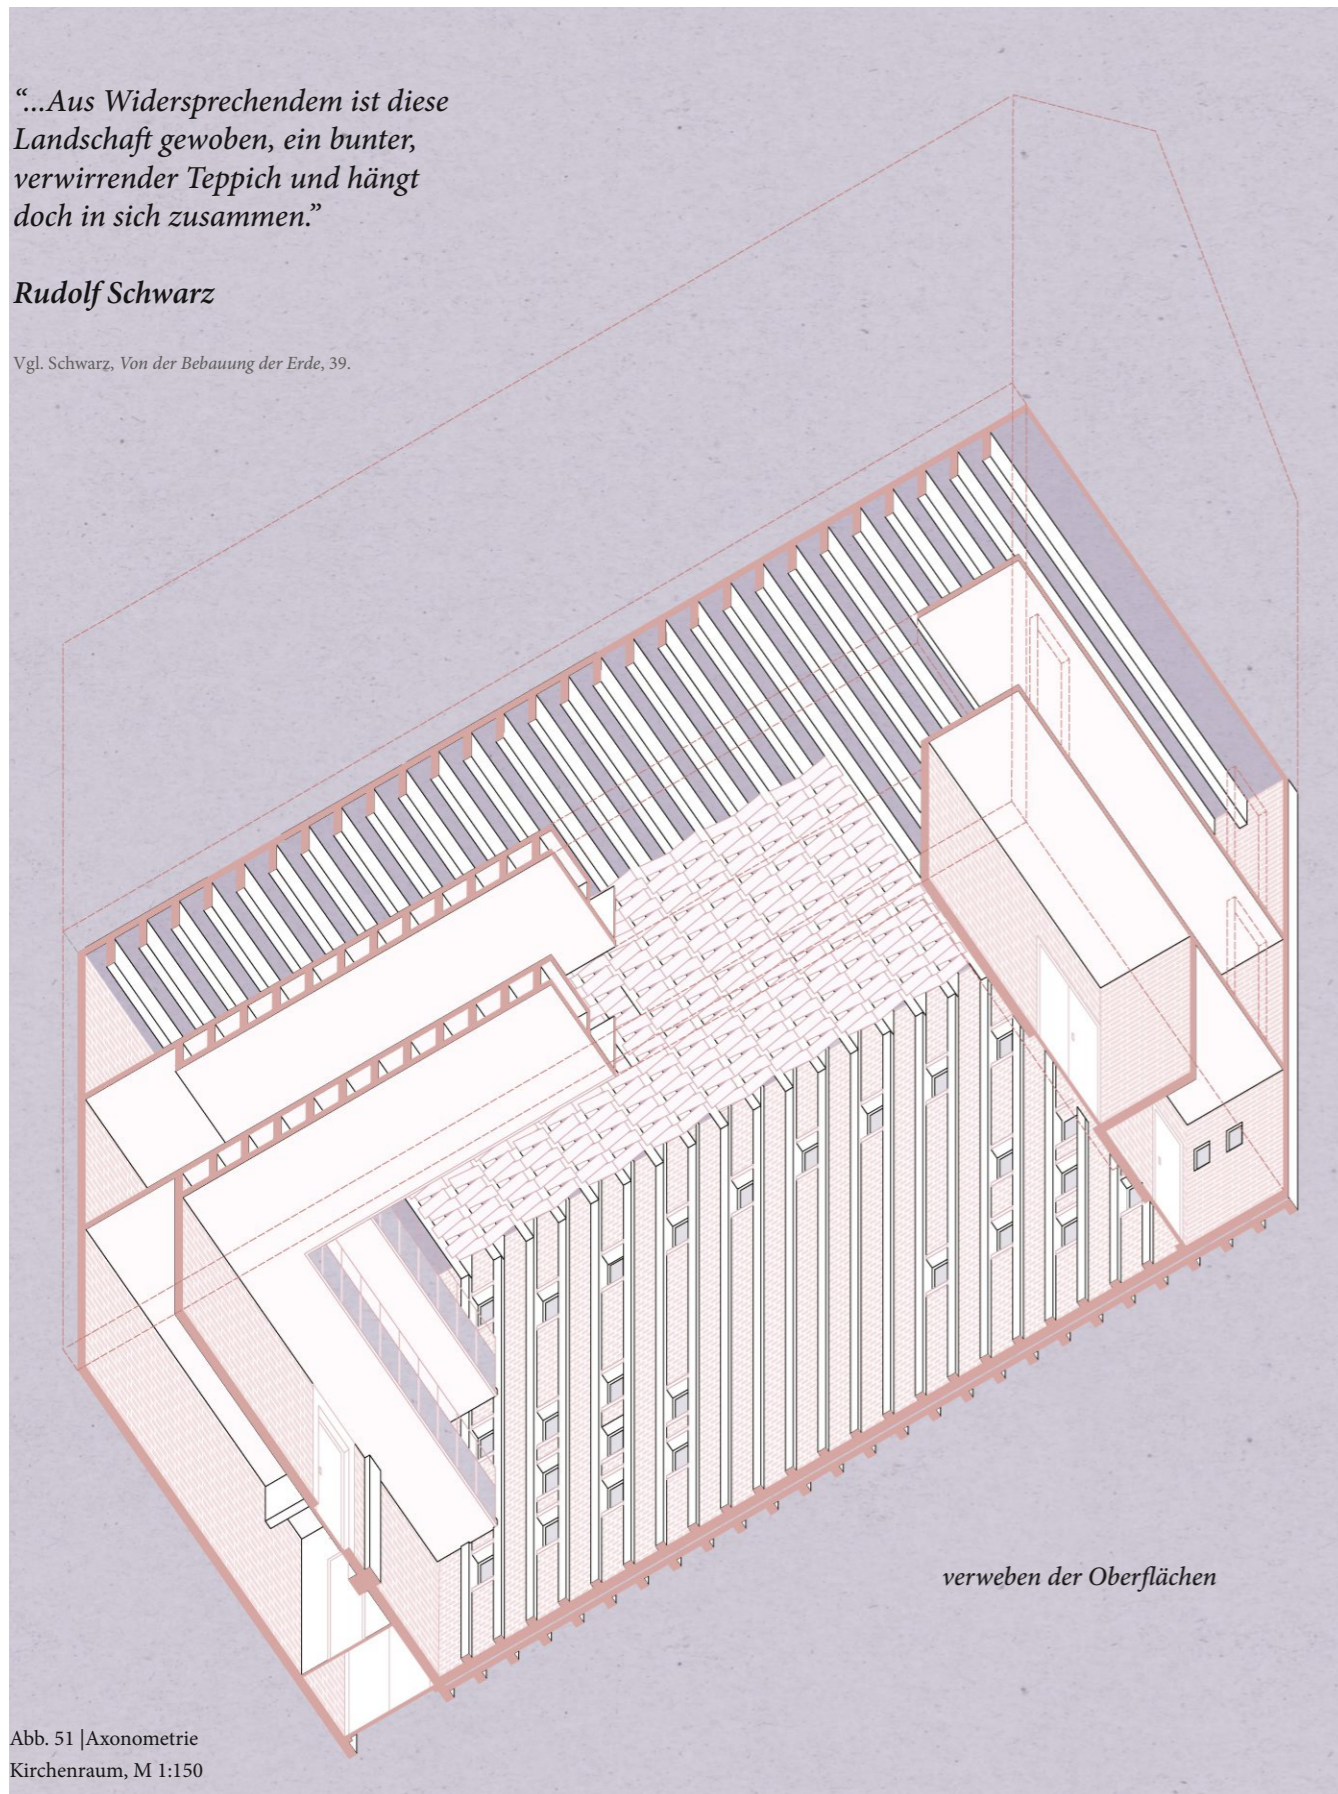 “...Aus Widersprechendem ist diese
Landschaft gewoben, ein bunter,
verwirrender Teppich und hängt
doch in sich zusammen.”
Rudolf Schwarz
Vgl. Schwarz, Von der Bebauung der Erde, 39.
verweben der Oberflächen
Abb. 51 |Axonometrie
Kirchenraum, M 1:150